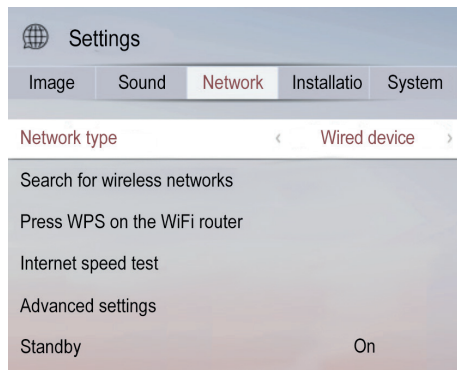 Settings
Image Sound Network Installatio System
Network type < Wired device >
Search for wireless networks
Press WPS on the WiFi router
Internet speed test
Advanced settings
Standby On